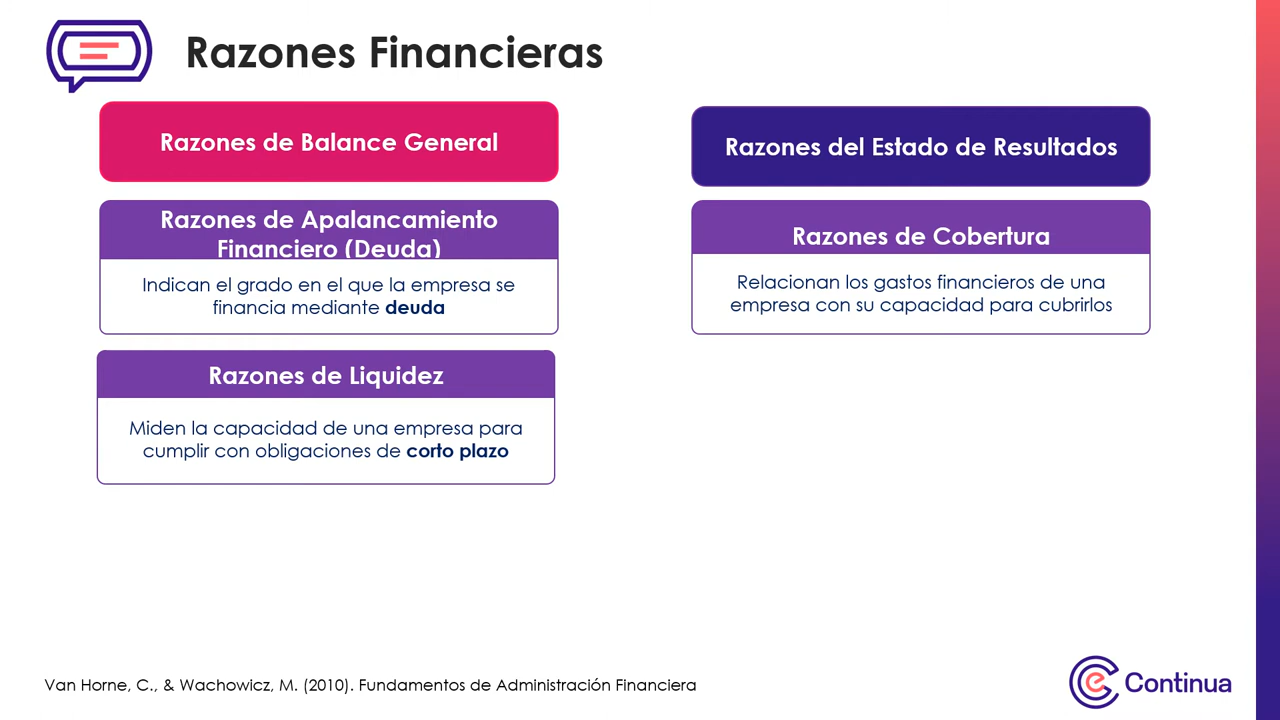 Razones Financieras
Razones de Balance General
Razones de Apalancamiento
Financiero (Deuda)
Indican el grado en el que la empresa se
financia mediante deuda
Razones de Liquidez
Miden la capacidad de una empresa para
cumplir con obligaciones de corto plazo
Razones del Estado de Resultados
Razones de Cobertura
Relacionan los gastos financieros de una
empresa con su capacidad para cubrirlos
Van Horne, C., & Wachowicz, M. (2010). Fundamentos de Administración Financiera
Continua